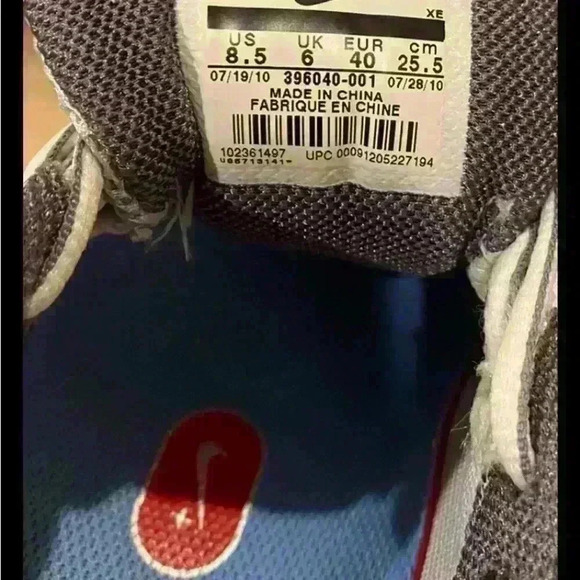 XE
US UK EUR cm
8.5 6 40 25.5
07/19/10 396040-001 07/28/10
MADE IN CHINA
FABRIQUE EN CHINE
102361497 UPC 00091205227194